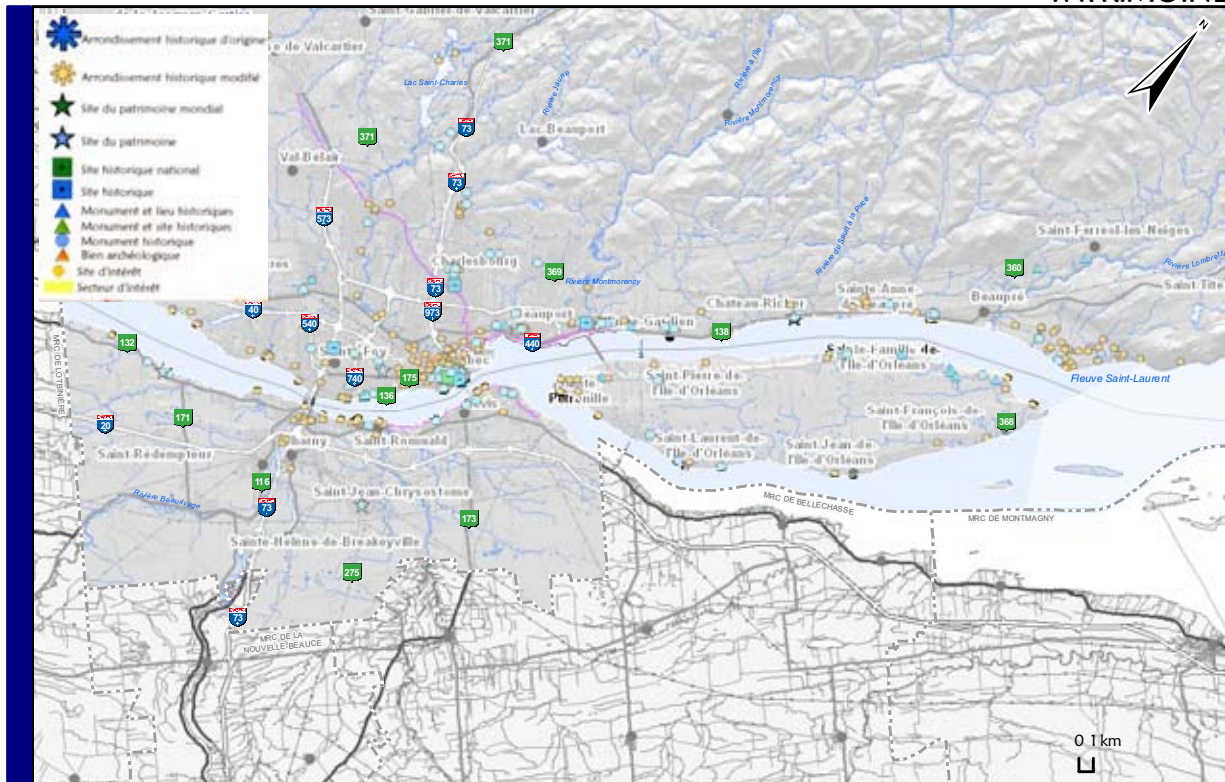 Arrondissement historique d'origine
Arrondissement historique modifié
Site du patrimoine mondial
Site du patrimoine
Site historique national
Site historique
Monument et lieu historiques
Monument et site historiques
Monument historique
Bien archéologique
Site d'intérêt
Secteur d'intérêt
N
de Valcartier
371
Lac Saint-Charles
Rivière Jaune
Rivière à l'Île
Rivière Montmorency
371
73
Lac-Beauport
Val-Bélair
73
573
Rivière du Sault à la Puce
Saint-Ferréol-les-Neiges
Charlesbourg
369
Rivière Montmorency
360
Rivière Lombrette
73
Beaupré
Château-Richer
Sainte-Anne-
de-Beaupré
40
540
973
Beauport
440
138
132
MRC DE LOTBINIÈRE
740
175
136
Saint-Pierre-de-
l'Île-d'Orléans
Sainte-Famille-de-
l'Île-d'Orléans
Fleuve Saint-Laurent
171
20
Lévis
Saint-François-de-
l'Île-d'Orléans
368
Charny
Saint-Romuald
Saint-Rédempteur
Saint-Laurent-de-
l'Île-d'Orléans
Saint-Jean-de-
l'Île-d'Orléans
116
73
Rivière Beaurivage
Saint-Jean-Chrysostome
MRC DE BELLECHASSE
MRC DE MONTMAGNY
173
Sainte-Hélène-de-Breakeyville
275
73
MRC DE LA
NOUVELLE-BEAUCE
0 1 km